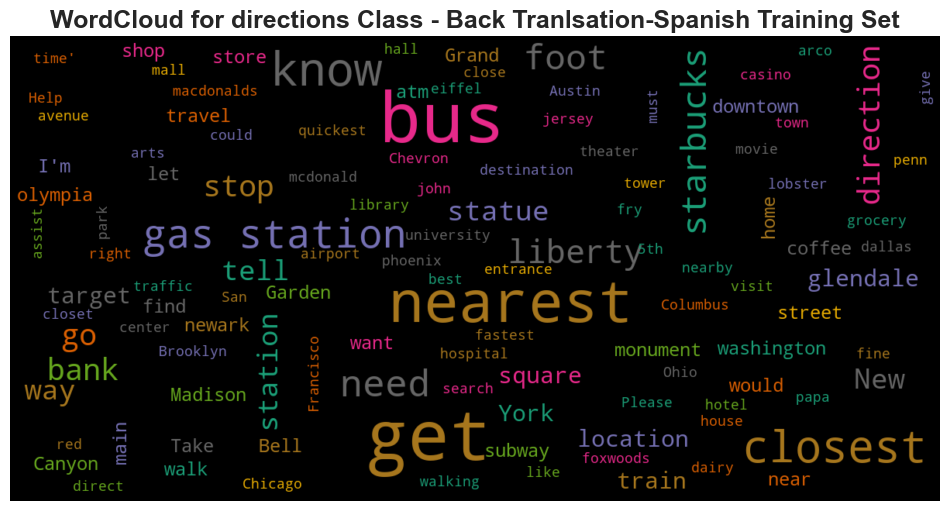 WordCloud for directions Class - Back Tranlsation-Spanish Training Set
time'
shop
mall
store
know
hall
Grand
close
foot
starbucks
arco
casino
direction
give
Help
avenue
macdonalds
travel
could
quickest
atm
eiffel
bus
Austin
jersey
must
downtown
town
I'm
arts
let
stop
mcdonald
Chevron
john
destination
theater
movie
penn
olympia
library
statue
tower
fry
lobster
home
grocery
assist
park
right
gas station
university
airport
phoenix
liberty
5th
coffee
dallas
tell
best
entrance
nearby
visit
glendale
target
traffic
find
San
Garden
nearest
Columbus
street
closet
center
newark
station
fastest
go
Brooklyn
Francisco
want
hospital
monument
washington
fine
bank
way
Madison
need
search
square
Ohio
would
New
York
Please
hotel
papa
house
main
red
Take
Bell
get
subway
location
closest
Canyon
walk
foxwoods
dairy
direct
Chicago
walking
like
train
near